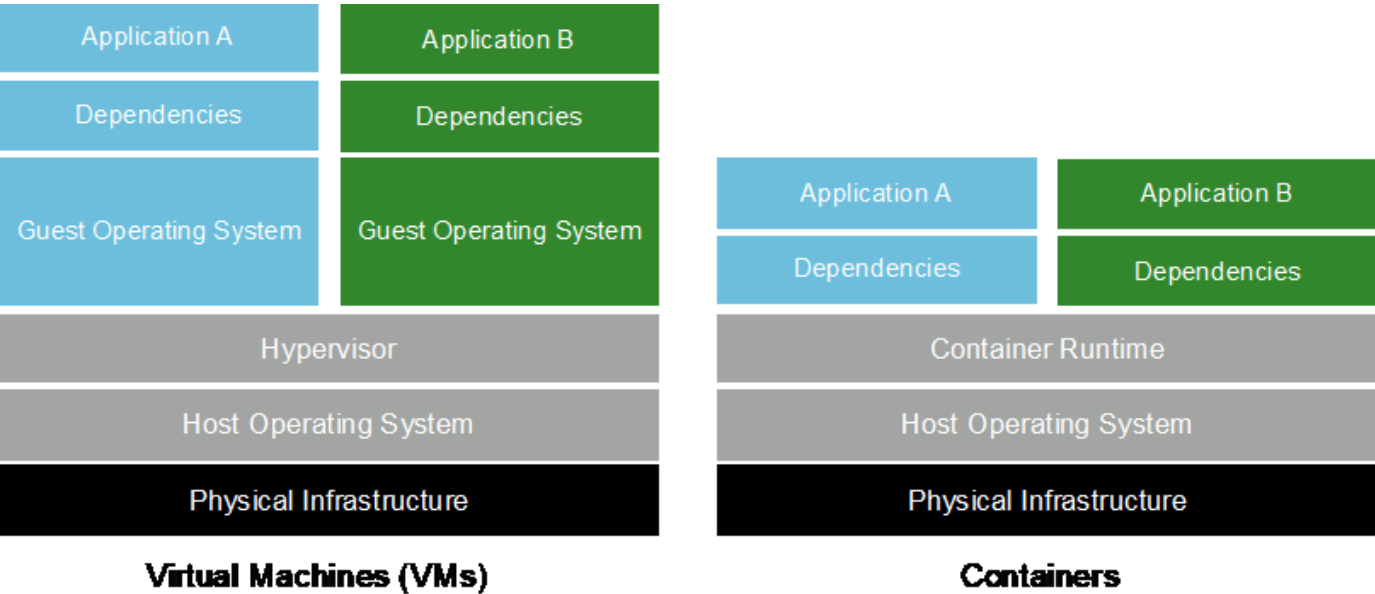 Application A
Application B
Dependencies
Dependencies
Guest Operating System
Guest Operating System
Application A
Application B
Dependencies
Dependencies
Hypervisor
Container Runtime
Host Operating System
Host Operating System
Physical Infrastructure
Physical Infrastructure
Virtual Machines (VMs)
Containers